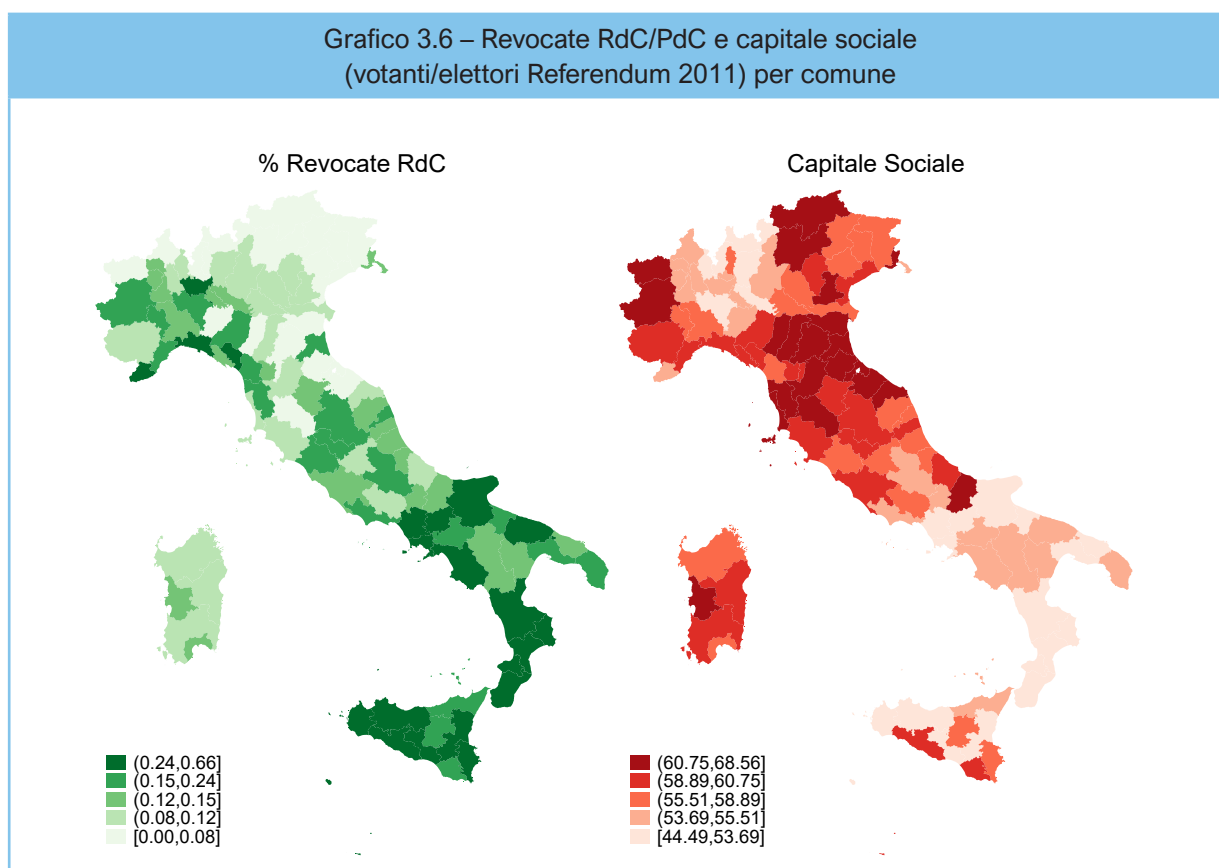 Grafico 3.6 – Revocate RdC/PdC e capitale sociale
(votanti/elettori Referendum 2011) per comune
% Revocate RdC
(0.24,0.66]
(0.15,0.24]
(0.12,0.15]
(0.08,0.12]
[0.00,0.08]
Capitale Sociale
(60.75,68.56]
(58.89,60.75]
(55.51,58.89]
(53.69,55.51]
[44.49,53.69]